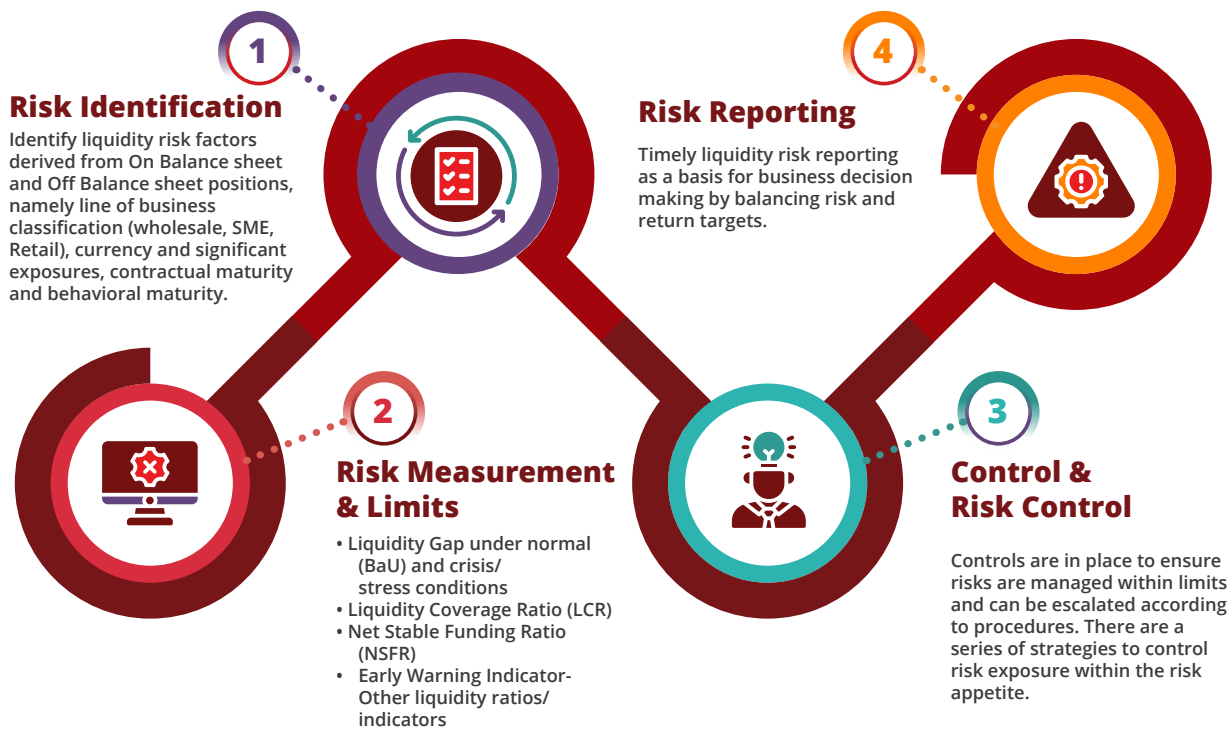 1
Risk Identification
Identify liquidity risk factors
derived from On Balance sheet
and Off Balance sheet positions,
namely line of business
classification (wholesale, SME,
Retail), currency and significant
exposures, contractual maturity
and behavioral maturity.
2
Risk Measurement
& Limits
• Liquidity Gap under normal
(BaU) and crisis/
stress conditions
• Liquidity Coverage Ratio (LCR)
• Net Stable Funding Ratio
(NSFR)
• Early Warning Indicator-
Other liquidity ratios/
indicators
3
Control &
Risk Control
Controls are in place to ensure
risks are managed within limits
and can be escalated according
to procedures. There are a
series of strategies to control
risk exposure within the risk
appetite.
4
Risk Reporting
Timely liquidity risk reporting
as a basis for business decision
making by balancing risk and
return targets.